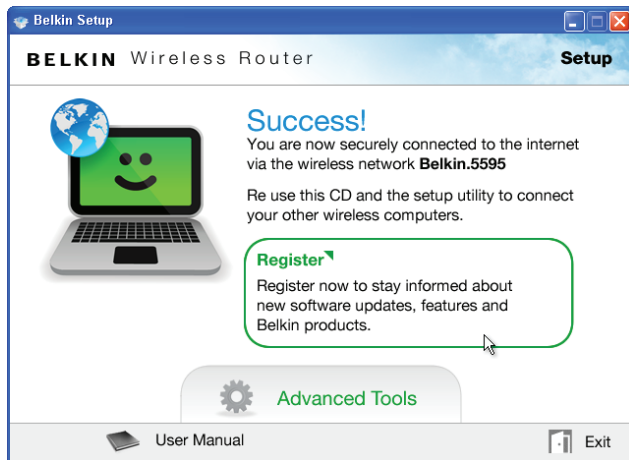 Belkin Setup
BELKIN Wireless Router
Setup
Success!
You are now securely connected to the internet
via the wireless network Belkin.5595
Re use this CD and the setup utility to connect
your other wireless computers.
Register
Register now to stay informed about
new software updates, features and
Belkin products.
Advanced Tools
User Manual
Exit